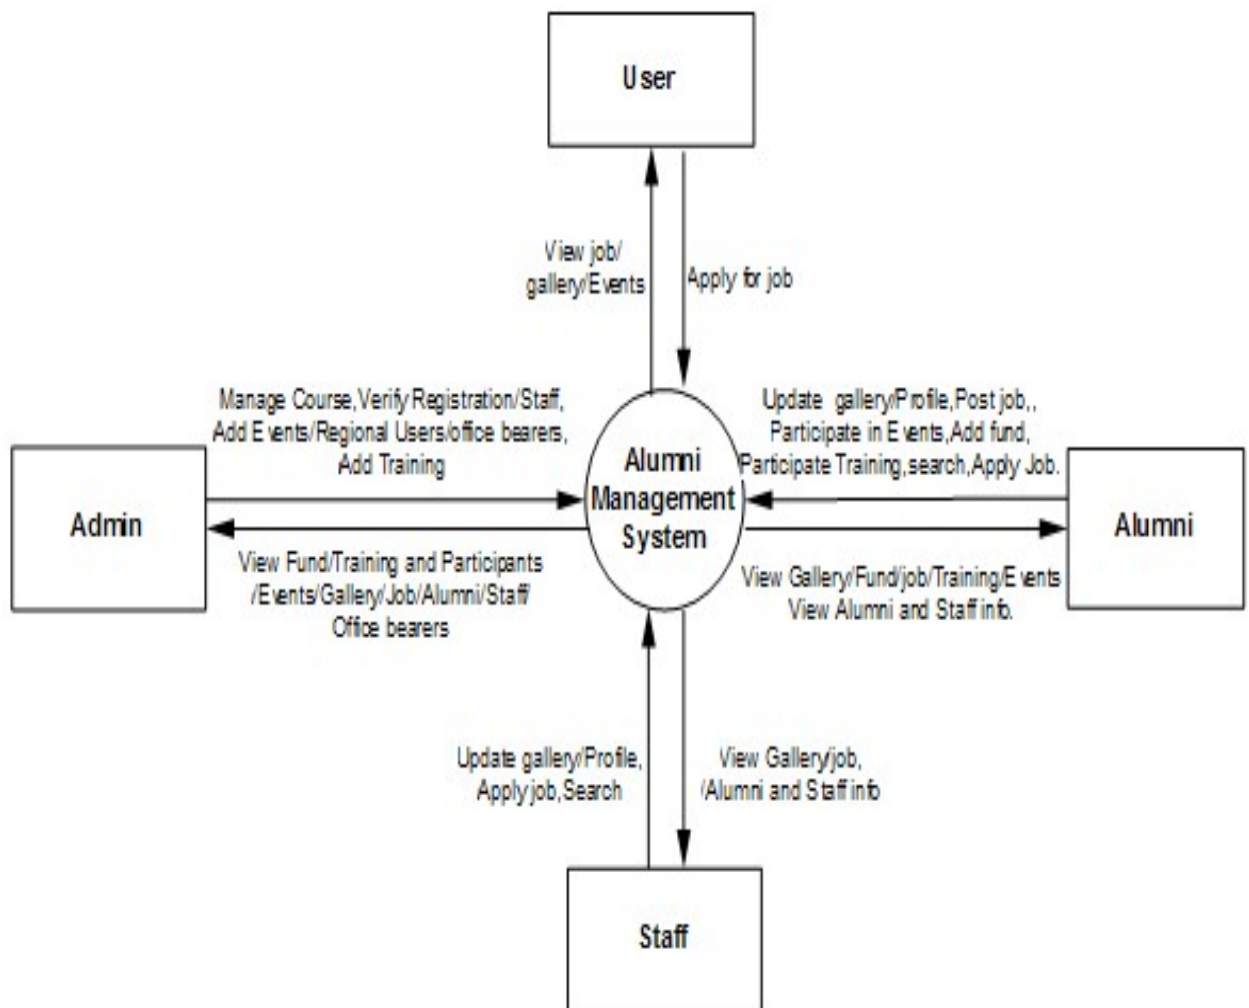 User
View job/
gallery/Events
Apply for job
Manage Course,Verify Registration/Staff,
Add Events/Regional Users/office bearers,
Add Training
Update gallery/Profile,Post job,,
Participate in Events,Add fund,
Participate Training,search,Apply Job.
Admin
Alumni
Management
System
Alumni
View Fund/Training and Participants
/Events/Gallery/Job/Alumni/Staff/
Office bearers
View Gallery/Fund/job/Training/Events
View Alumni and Staff info.
Update gallery/Profile,
Apply job,Search
View Gallery/job,
/Alumni and Staff info
Staff